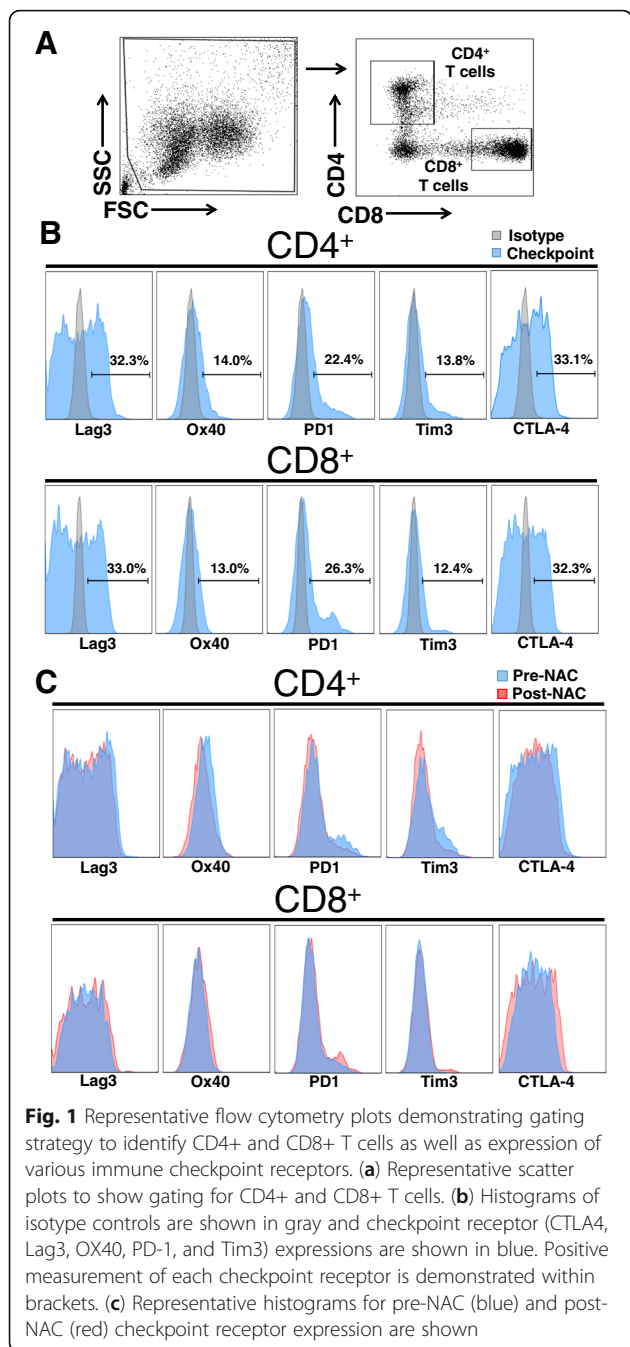 A
SSC
FSC
CD4
CD8
CD4+
T cells
CD8+
T cells
B
CD4+
Isotype
Checkpoint
32.3%
14.0%
22.4%
13.8%
33.1%
Lag3
Ox40
PD1
Tim3
CTLA-4
CD8+
33.0%
13.0%
26.3%
12.4%
32.3%
Lag3
Ox40
PD1
Tim3
CTLA-4
C
CD4+
Pre-NAC
Post-NAC
Lag3
Ox40
PD1
Tim3
CTLA-4
CD8+
Lag3
Ox40
PD1
Tim3
CTLA-4
Fig. 1 Representative flow cytometry plots demonstrating gating
strategy to identify CD4+ and CD8+ T cells as well as expression of
various immune checkpoint receptors. (a) Representative scatter
plots to show gating for CD4+ and CD8+ T cells. (b) Histograms of
isotype controls are shown in gray and checkpoint receptor (CTLA4,
Lag3, OX40, PD-1, and Tim3) expressions are shown in blue. Positive
measurement of each checkpoint receptor is demonstrated within
brackets. (c) Representative histograms for pre-NAC (blue) and post-
NAC (red) checkpoint receptor expression are shown